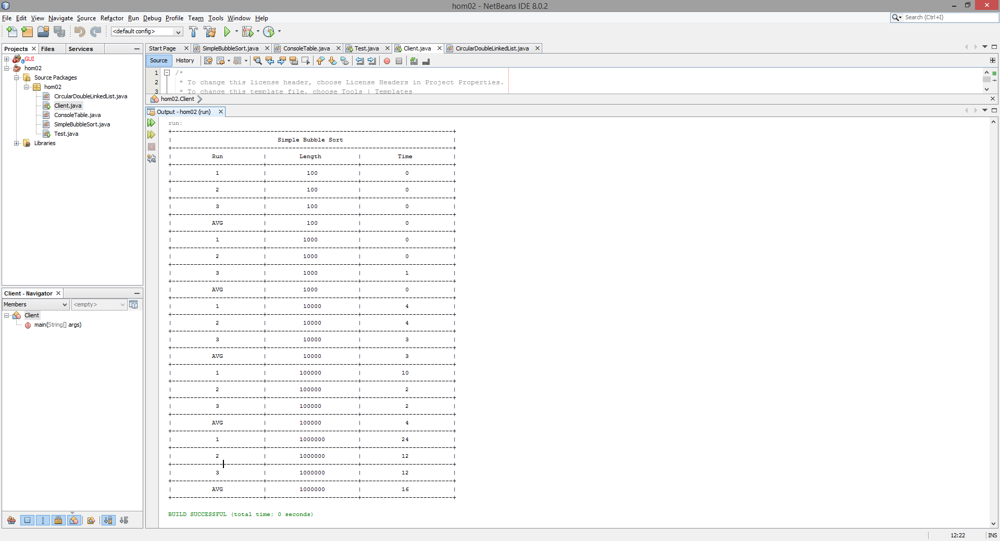 hom02 - NetBeans IDE 8.0.2
File Edit View Navigate Source Refactor Run Debug Profile Team Tools Window Help
Search (Ctrl+I)
<default config>
Projects Files Services
GUI
hom02
Source Packages
hom02
CircularDoubleLinkedList.java
Client.java
ConsoleTable.java
SimpleBubbleSort.java
Test.java
Libraries
Client - Navigator
Members <empty>
Client
main(String[] args)
Start Page SimpleBubbleSort.java ConsoleTable.java Test.java Client.java CircularDoubleLinkedList.java
Source History
1 /*
2 * To change this license header, choose License Headers in Project Properties.
3 * To change this template file, choose Tools | Templates
hom02.Client
Output - hom02 (run)
run:
Simple Bubble Sort
Run | Length | Time
1 | 100 | 0
2 | 100 | 0
3 | 100 | 0
AVG | 100 | 0
1 | 1000 | 0
2 | 1000 | 0
3 | 1000 | 1
AVG | 1000 | 0
1 | 10000 | 4
2 | 10000 | 4
3 | 10000 | 3
AVG | 10000 | 3
1 | 100000 | 10
2 | 100000 | 2
3 | 100000 | 2
AVG | 100000 | 4
1 | 1000000 | 24
2 | 1000000 | 12
3 | 1000000 | 12
AVG | 1000000 | 16
BUILD SUCCESSFUL (total time: 0 seconds)
12:22 INS